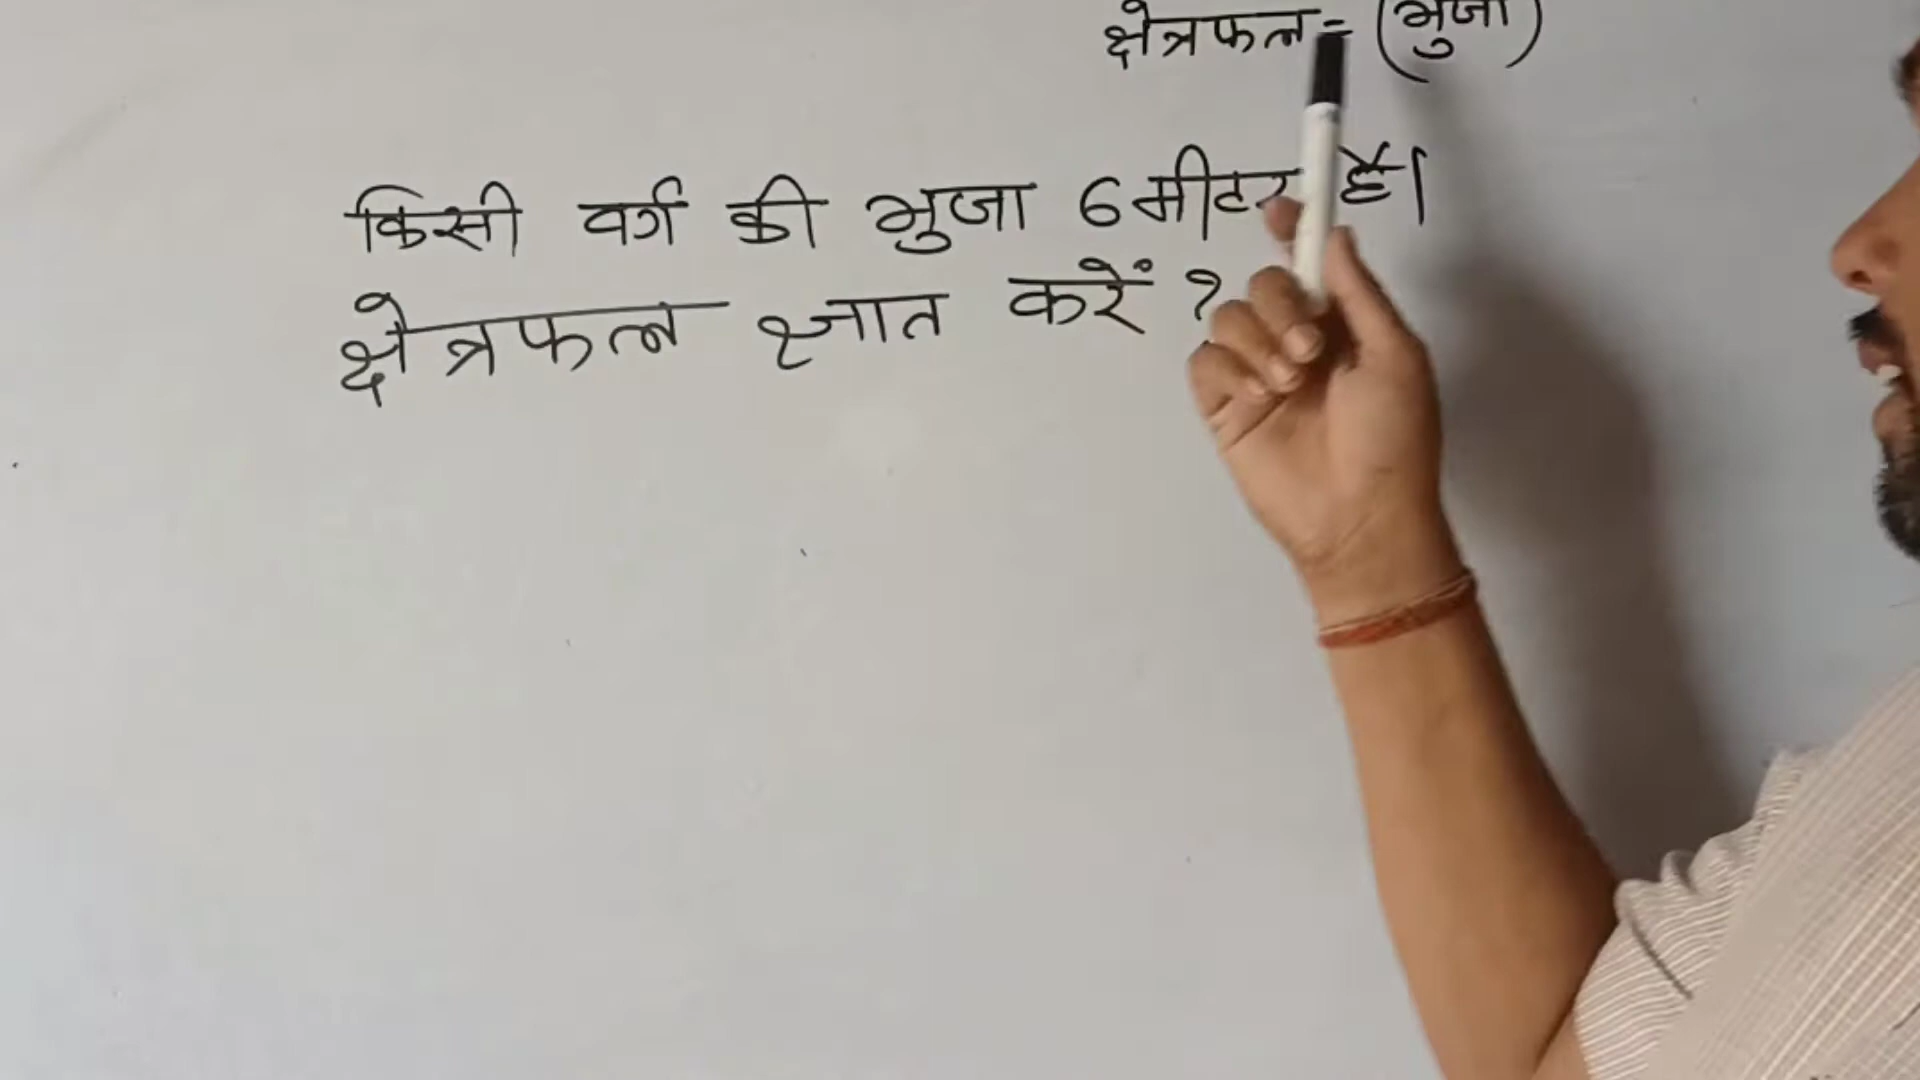 क्षेत्रफल = (भुजा)
किसी वर्ग की भुजा 6 मीटर है।
क्षेत्रफल ज्ञात करें ?